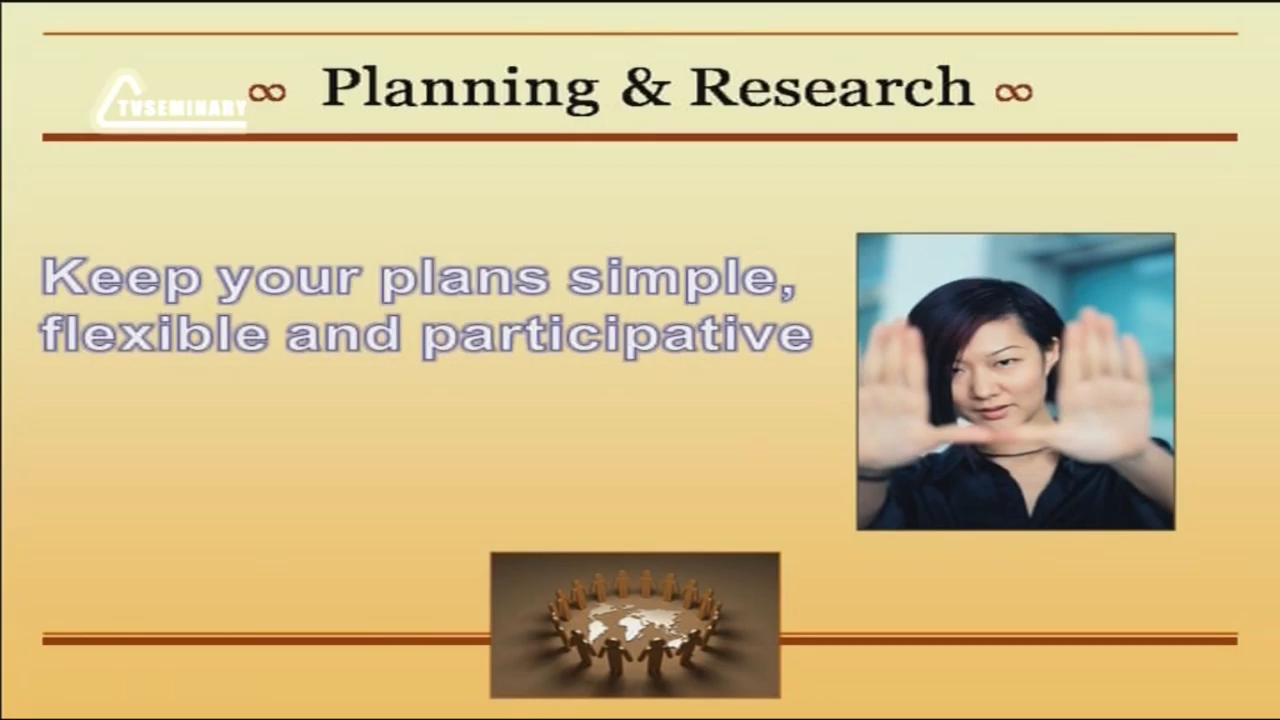 ∞ Planning & Research ∞
TVSEMINARY
Keep your plans simple,
flexible and participative